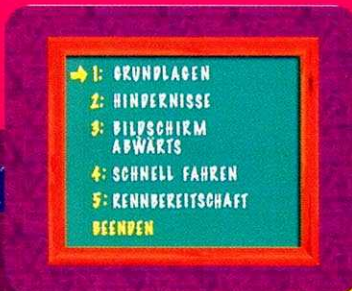 1: GRUNDLAGEN
2: HINDERNISSE
3: BILDSCHIRM
ABWÄRTS
4: SCHNELL FAHREN
5: RENNBEREITSCHAFT
BEENDEN